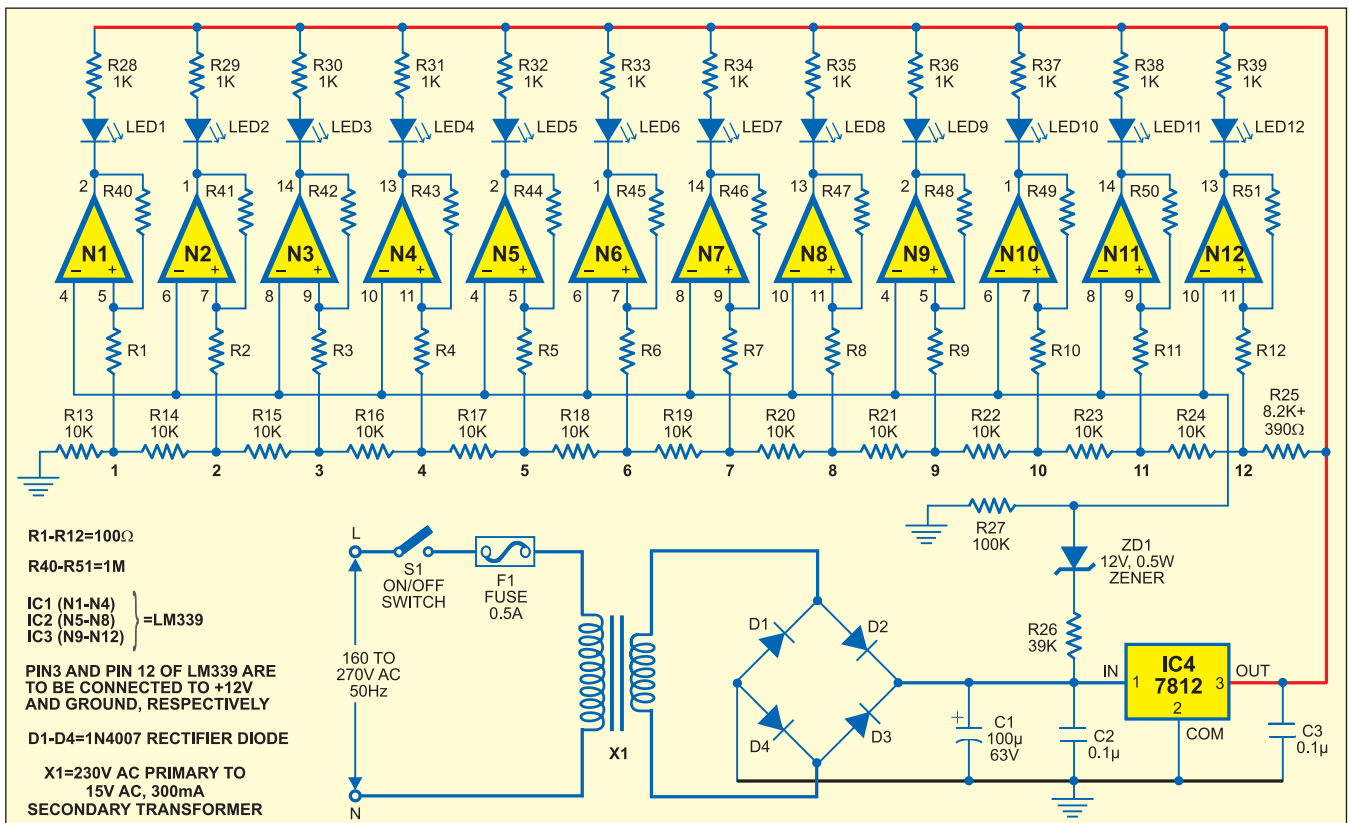 R28
1K
R29
1K
R30
1K
R31
1K
R32
1K
R33
1K
R34
1K
R35
1K
R36
1K
R37
1K
R38
1K
R39
1K
LED1
LED2
LED3
LED4
LED5
LED6
LED7
LED8
LED9
LED10
LED11
LED12
2 R40
1 R41
14 R42
13 R43
2 R44
1 R45
14 R46
13 R47
2 R48
1 R49
14 R50
13 R51
N1
N2
N3
N4
N5
N6
N7
N8
N9
N10
N11
N12
− +
− +
− +
− +
− +
− +
− +
− +
− +
− +
− +
− +
4 5
6 7
8 9
10 11
4 5
6 7
8 9
10 11
4 5
6 7
8 9
10 11
R1
R2
R3
R4
R5
R6
R7
R8
R9
R10
R11
R12
R13
10K
R14
10K
R15
10K
R16
10K
R17
10K
R18
10K
R19
10K
R20
10K
R21
10K
R22
10K
R23
10K
R24
10K
R25
8.2K+
390Ω
1
2
3
4
5
6
7
8
9
10
11
12
R1-R12=100Ω
R40-R51=1M
IC1 (N1-N4)
IC2 (N5-N8)
IC3 (N9-N12)
=LM339
PIN3 AND PIN 12 OF LM339 ARE
TO BE CONNECTED TO +12V
AND GROUND, RESPECTIVELY
D1-D4=1N4007 RECTIFIER DIODE
X1=230V AC PRIMARY TO
15V AC, 300mA
SECONDARY TRANSFORMER
L
S1
ON/OFF
SWITCH
F1
FUSE
0.5A
160 TO
270V AC
50Hz
N
X1
D1
D2
D4
D3
R27
100K
ZD1
12V, 0.5W
ZENER
R26
39K
+
C1
100µ
63V
C2
0.1µ
IN
1
IC4
7812
3
OUT
2
COM
C3
0.1µ